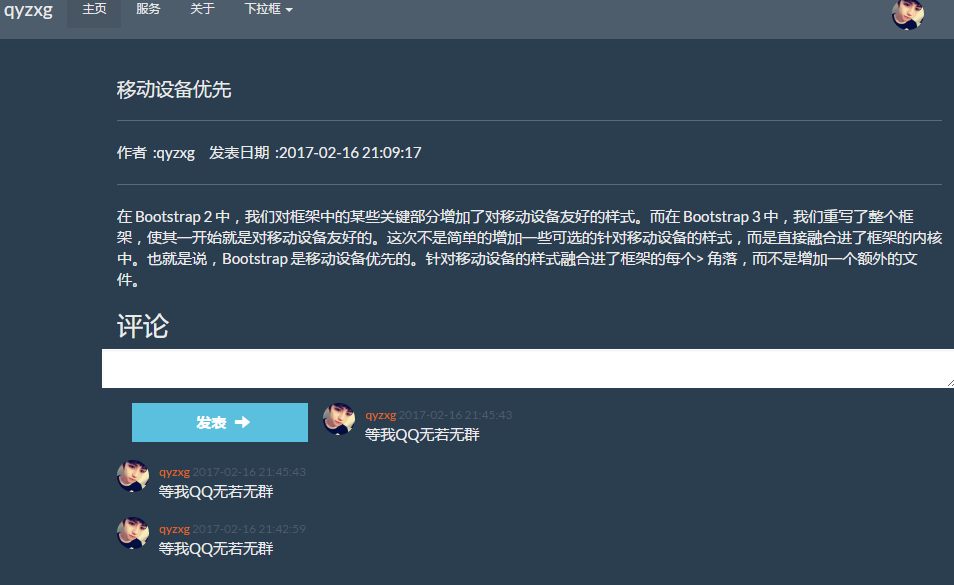 qyzxg 主页 服务 关于 下拉框
移动设备优先
作者 :qyzxg 发表日期 :2017-02-16 21:09:17
在 Bootstrap 2 中，我们对框架中的某些关键部分增加了对移动设备友好的样式。而在 Bootstrap 3 中，我们重写了整个框
架，使其一开始就是对移动设备友好的。这次不是简单的增加一些可选的针对移动设备的样式，而是直接融合进了框架的内核
中。也就是说，Bootstrap 是移动设备优先的。针对移动设备的样式融合进了框架的每个> 角落，而不是增加一个额外的文
件。
评论
发表
qyzxg 2017-02-16 21:45:43
等我QQ无若无群
qyzxg 2017-02-16 21:45:43
等我QQ无若无群
qyzxg 2017-02-16 21:42:59
等我QQ无若无群